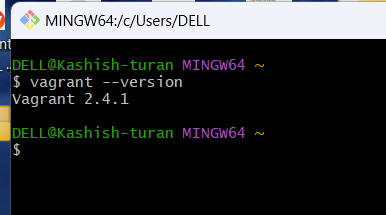 MINGW64:/c/Users/DELL
DELL@Kashish-turan MINGW64 ~
$ vagrant --version
Vagrant 2.4.1
DELL@Kashish-turan MINGW64 ~
$